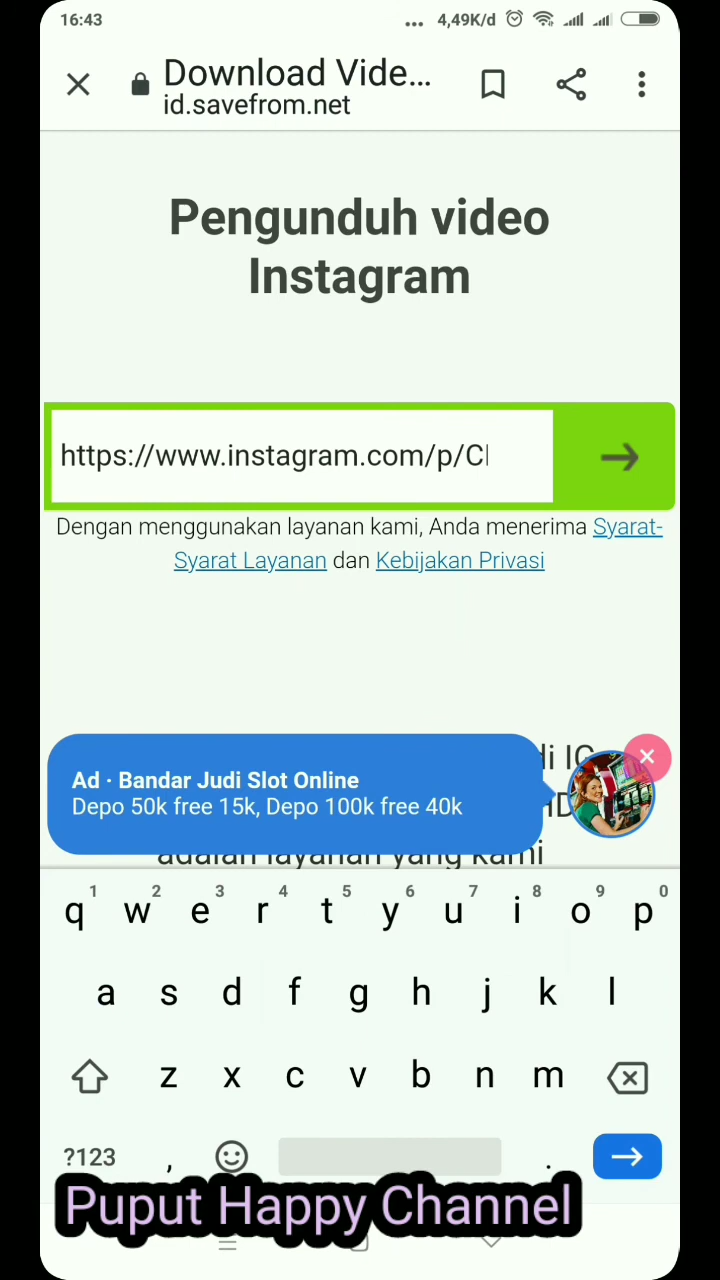 16:43
... 4,49K/d
Download Vide...
id.savefrom.net
Pengunduh video
Instagram
https://www.instagram.com/p/C
Dengan menggunakan layanan kami, Anda menerima Syarat-
Syarat Layanan dan Kebijakan Privasi
di IG
Ad · Bandar Judi Slot Online
Depo 50k free 15k, Depo 100k free 40k
adalah layanan yang kami
1 2 3 4 5 6 7 8 9 0
q w e r t y u i o p
a s d f g h j k l
z x c v b n m
?123 , .
Puput Happy Channel